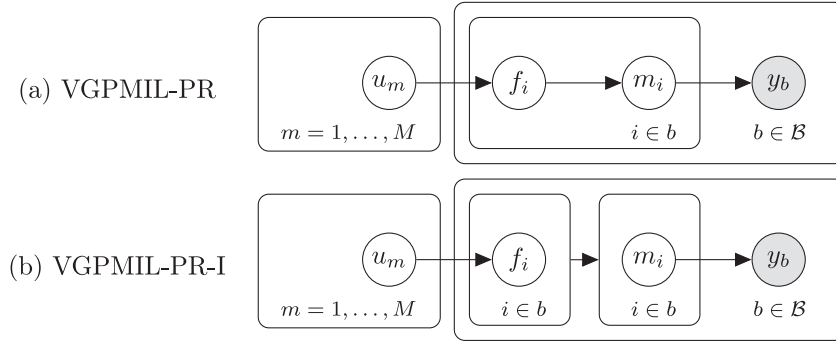 (a) VGPMIL-PR
u_m f_i m_i y_b
m = 1, . . . , M i ∈ b b ∈ ℬ
(b) VGPMIL-PR-I
u_m f_i m_i y_b
m = 1, . . . , M i ∈ b i ∈ b b ∈ ℬ